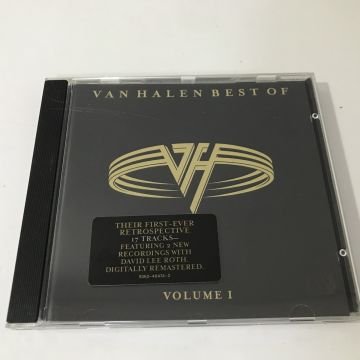 VAN HALEN BEST OF
VH
THEIR FIRST-EVER
RETROSPECTIVE
17 TRACKS—
FEATURING 2 NEW
RECORDINGS WITH
DAVID LEE ROTH.
DIGITALLY REMASTERED.
VOLUME I